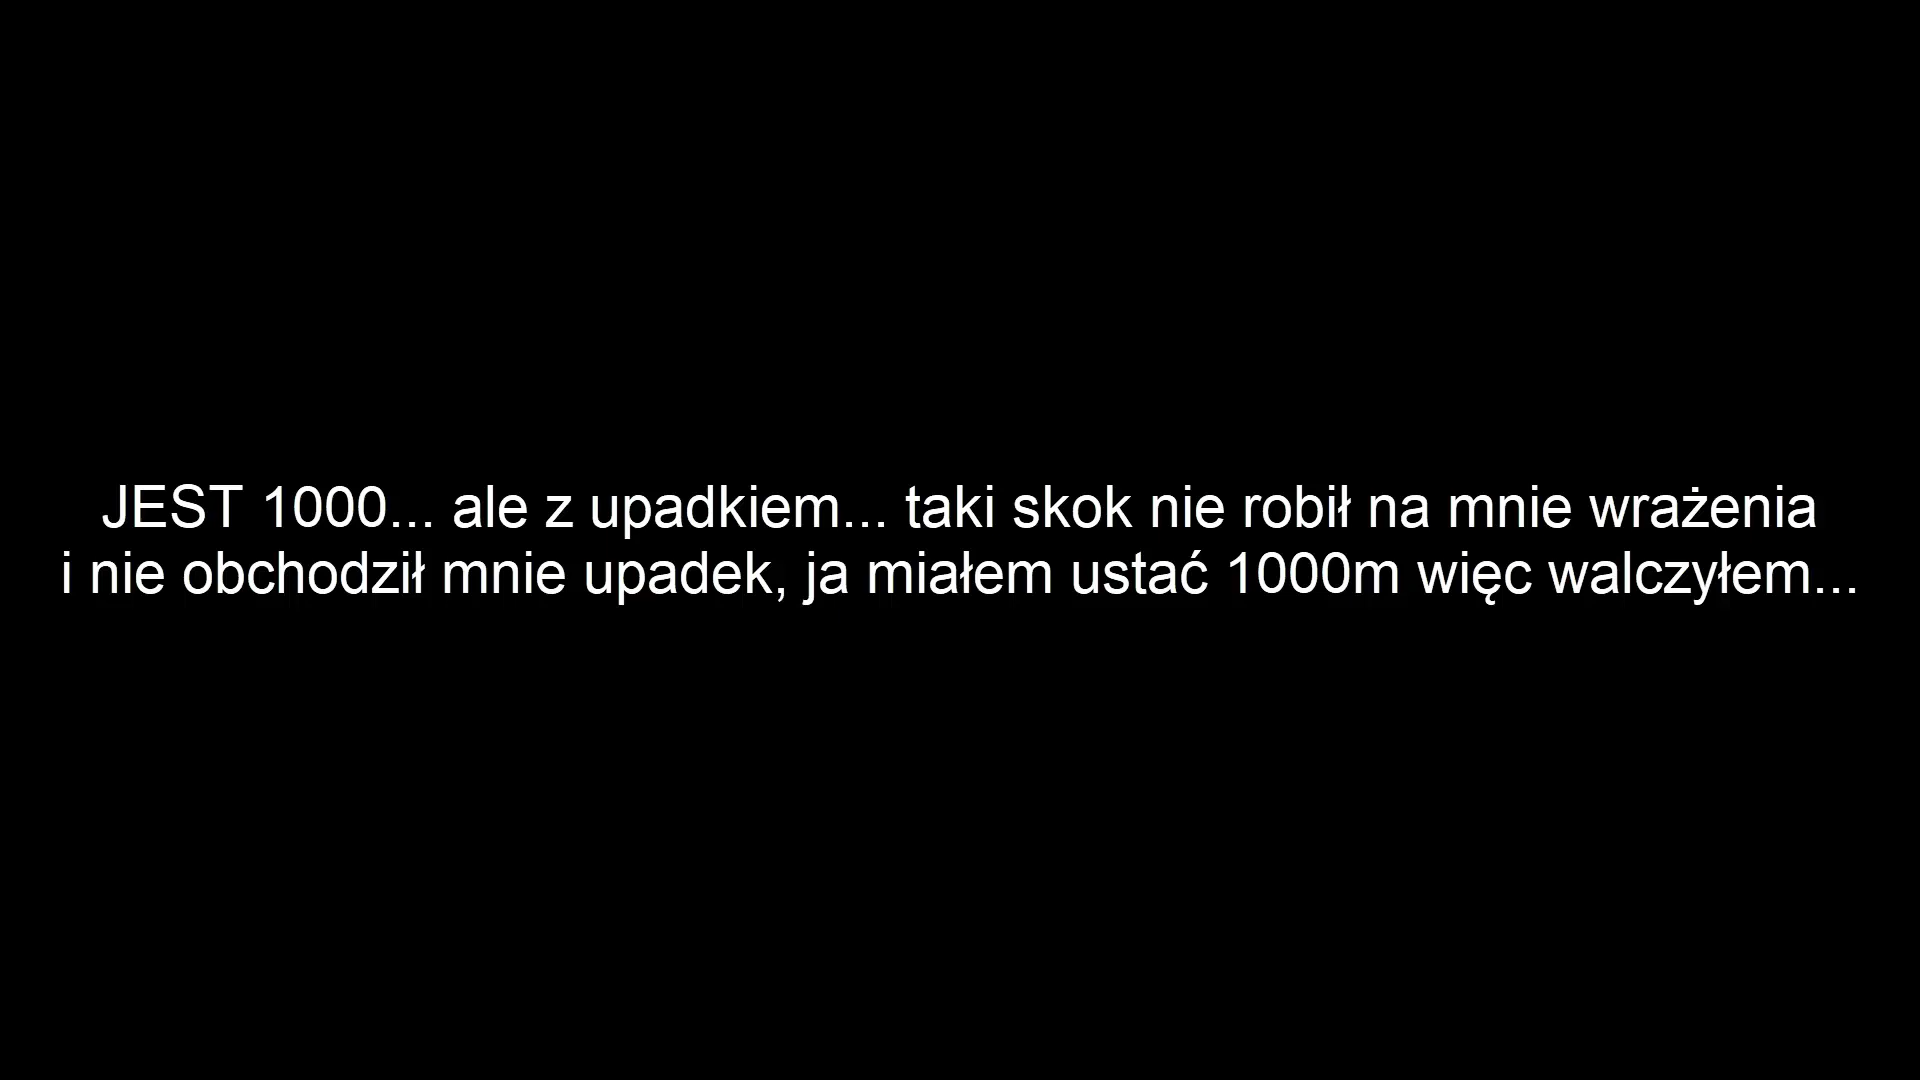 JEST 1000... ale z upadkiem... taki skok nie robił na mnie wrażenia
i nie obchodził mnie upadek, ja miałem ustać 1000m więc walczyłem...